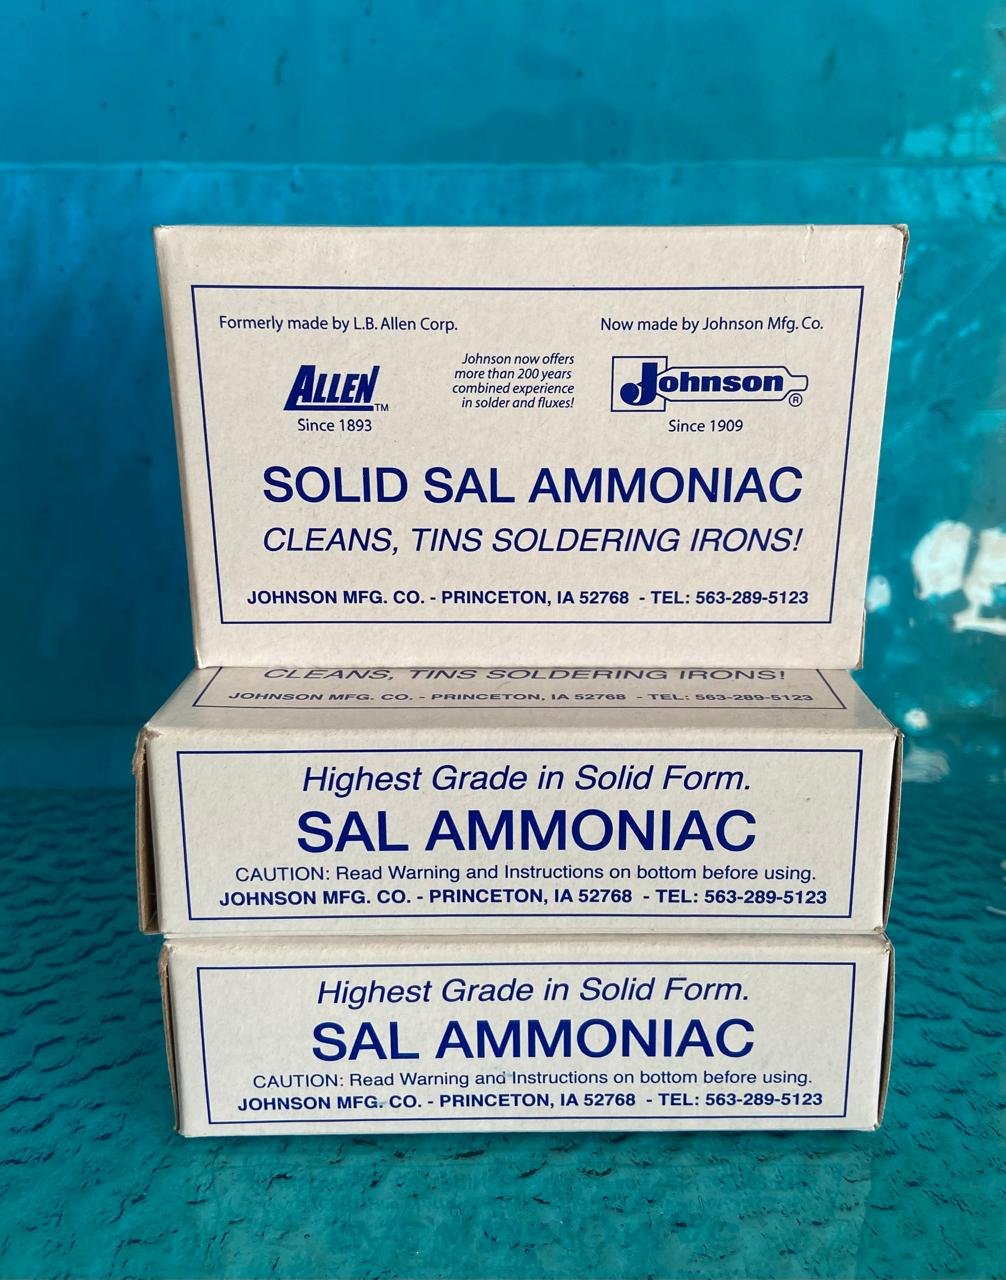 Formerly made by L.B. Allen Corp.
Now made by Johnson Mfg. Co.
ALLEN™
Since 1893
Johnson now offers
more than 200 years
combined experience
in solder and fluxes!
Johnson®
Since 1909
SOLID SAL AMMONIAC
CLEANS, TINS SOLDERING IRONS!
JOHNSON MFG. CO. - PRINCETON, IA 52768 - TEL: 563-289-5123
CLEANS, TINS SOLDERING IRONS!
JOHNSON MFG. CO. - PRINCETON, IA 52768 - TEL: 563-289-5123
Highest Grade in Solid Form.
SAL AMMONIAC
CAUTION: Read Warning and Instructions on bottom before using.
JOHNSON MFG. CO. - PRINCETON, IA 52768 - TEL: 563-289-5123
Highest Grade in Solid Form.
SAL AMMONIAC
CAUTION: Read Warning and Instructions on bottom before using.
JOHNSON MFG. CO. - PRINCETON, IA 52768 - TEL: 563-289-5123